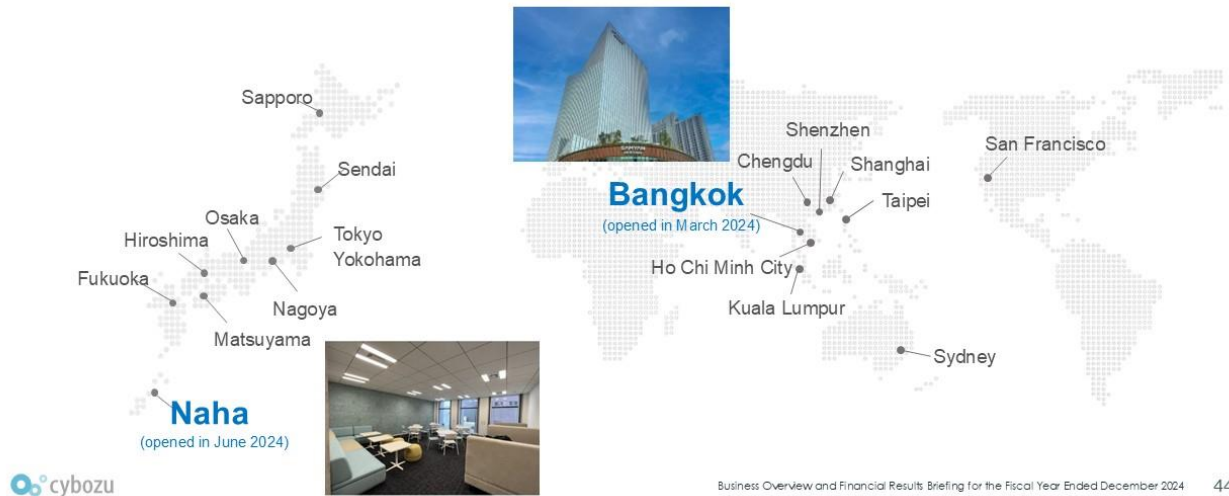 Sapporo
Sendai
Osaka
Hiroshima
Tokyo
Yokohama
Fukuoka
Nagoya
Matsuyama
Naha
(opened in June 2024)
Shenzhen
Chengdu
Shanghai
San Francisco
Bangkok
(opened in March 2024)
Taipei
Ho Chi Minh City
Kuala Lumpur
Sydney
cybozu
Business Overview and Financial Results Briefing for the Fiscal Year Ended December 2024
44